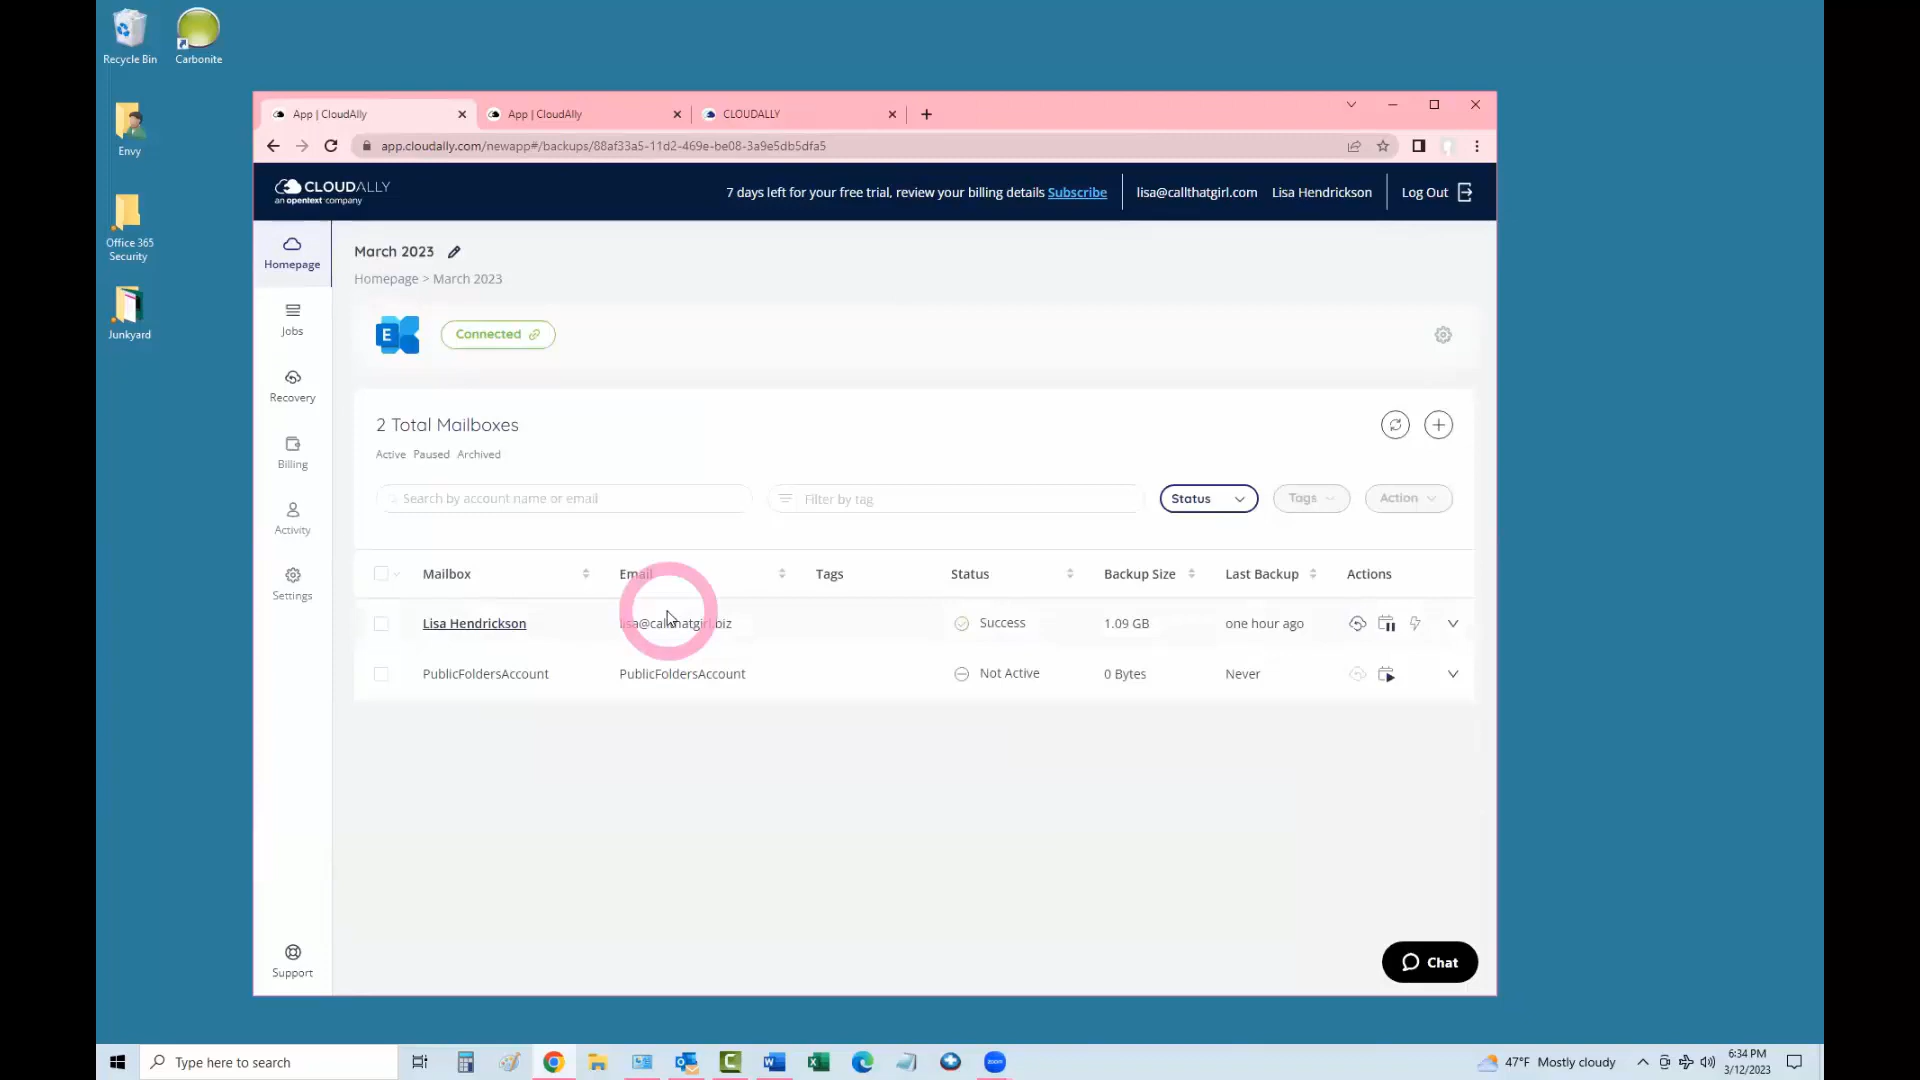 Recycle Bin
Carbonite
Envy
Office 365
Security
Junkyard
App | CloudAlly
App | CloudAlly
CLOUDALLY
app.cloudally.com/newapp#/backups/88af33a5-11d2-469e-be08-3a9e5db5dfa5
CLOUDALLY
an opentext company
7 days left for your free trial, review your billing details Subscribe
lisa@callthatgirl.com
Lisa Hendrickson
Log Out
Homepage
Jobs
Recovery
Billing
Activity
Settings
Support
March 2023
Homepage > March 2023
E
Connected
2 Total Mailboxes
Active Paused Archived
Search by account name or email
Filter by tag
Status
Tags
Action
Mailbox Email Tags Status Backup Size Last Backup Actions
Lisa Hendrickson lisa@callthatgirl.biz Success 1.09 GB one hour ago
PublicFoldersAccount PublicFoldersAccount Not Active 0 Bytes Never
Chat
Type here to search
zoom
47°F Mostly cloudy
6:34 PM
3/12/2023